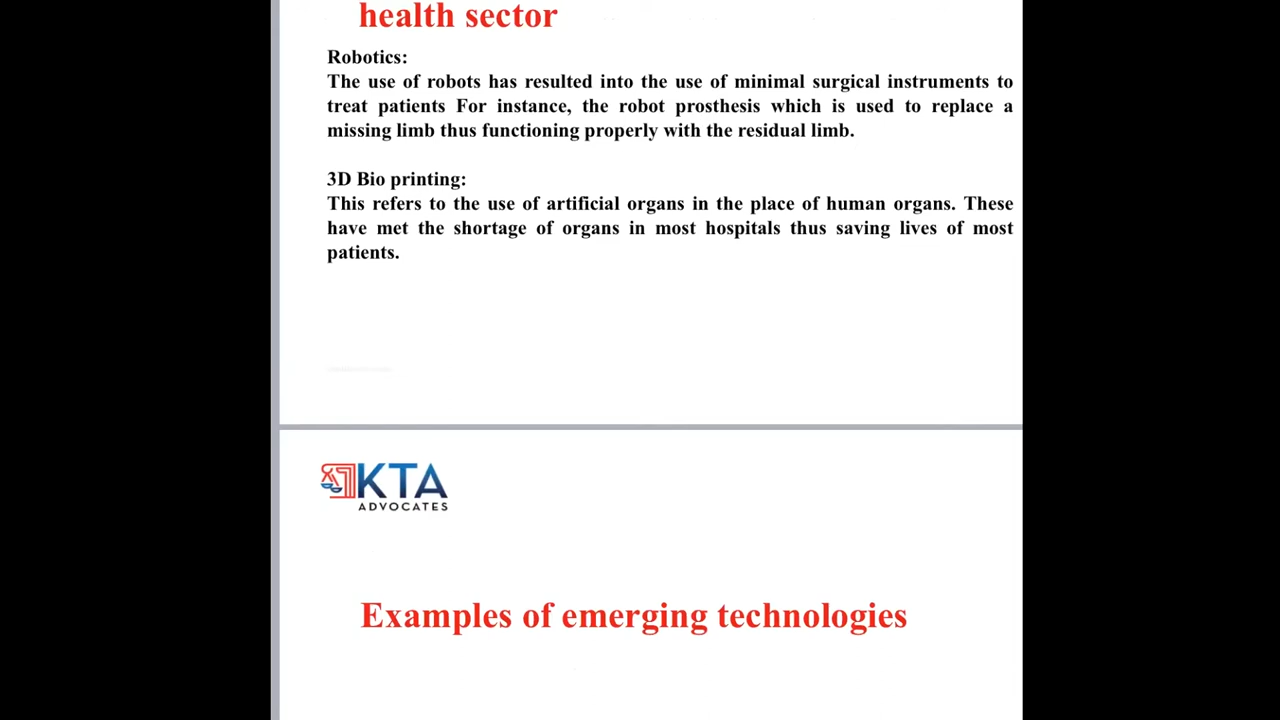 health sector
Robotics:
The use of robots has resulted into the use of minimal surgical instruments to
treat patients For instance, the robot prosthesis which is used to replace a
missing limb thus functioning properly with the residual limb.
3D Bio printing:
This refers to the use of artificial organs in the place of human organs. These
have met the shortage of organs in most hospitals thus saving lives of most
patients.
KTA
ADVOCATES
Examples of emerging technologies